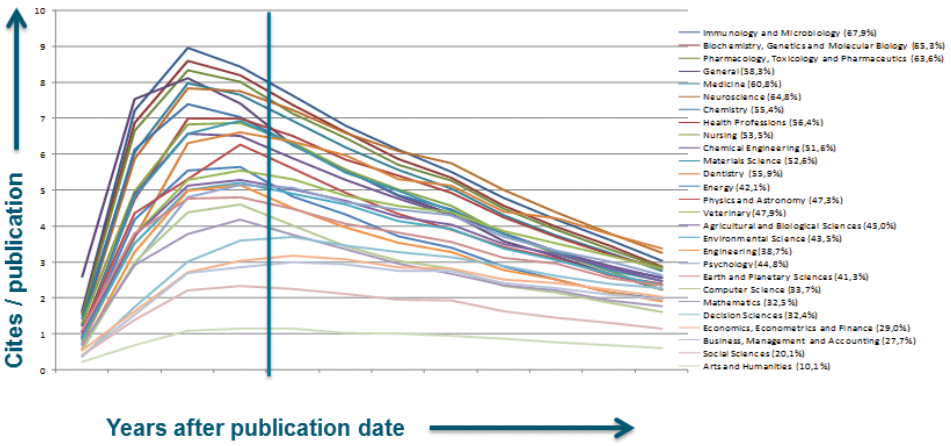 Cites / publication
10
9
8
7
6
5
4
3
2
1
0
Years after publication date
Immunology and Microbiology (67,9%)
Biochemistry, Genetics and Molecular Biology (65,3%)
Pharmacology, Toxicology and Pharmaceutics (63,6%)
General (58,3%)
Medicine (60,8%)
Neuroscience (64,8%)
Chemistry (55,4%)
Health Professions (56,4%)
Nursing (53,5%)
Chemical Engineering (51,6%)
Materials Science (52,6%)
Dentistry (55,9%)
Energy (42,1%)
Physics and Astronomy (47,3%)
Veterinary (47,9%)
Agricultural and Biological Sciences (45,0%)
Environmental Science (43,5%)
Engineering (38,7%)
Psychology (44,8%)
Earth and Planetary Sciences (41,3%)
Computer Science (33,7%)
Mathematics (32,5%)
Decision Sciences (32,4%)
Economics, Econometrics and Finance (29,0%)
Business, Management and Accounting (27,7%)
Social Sciences (20,1%)
Arts and Humanities (10,1%)